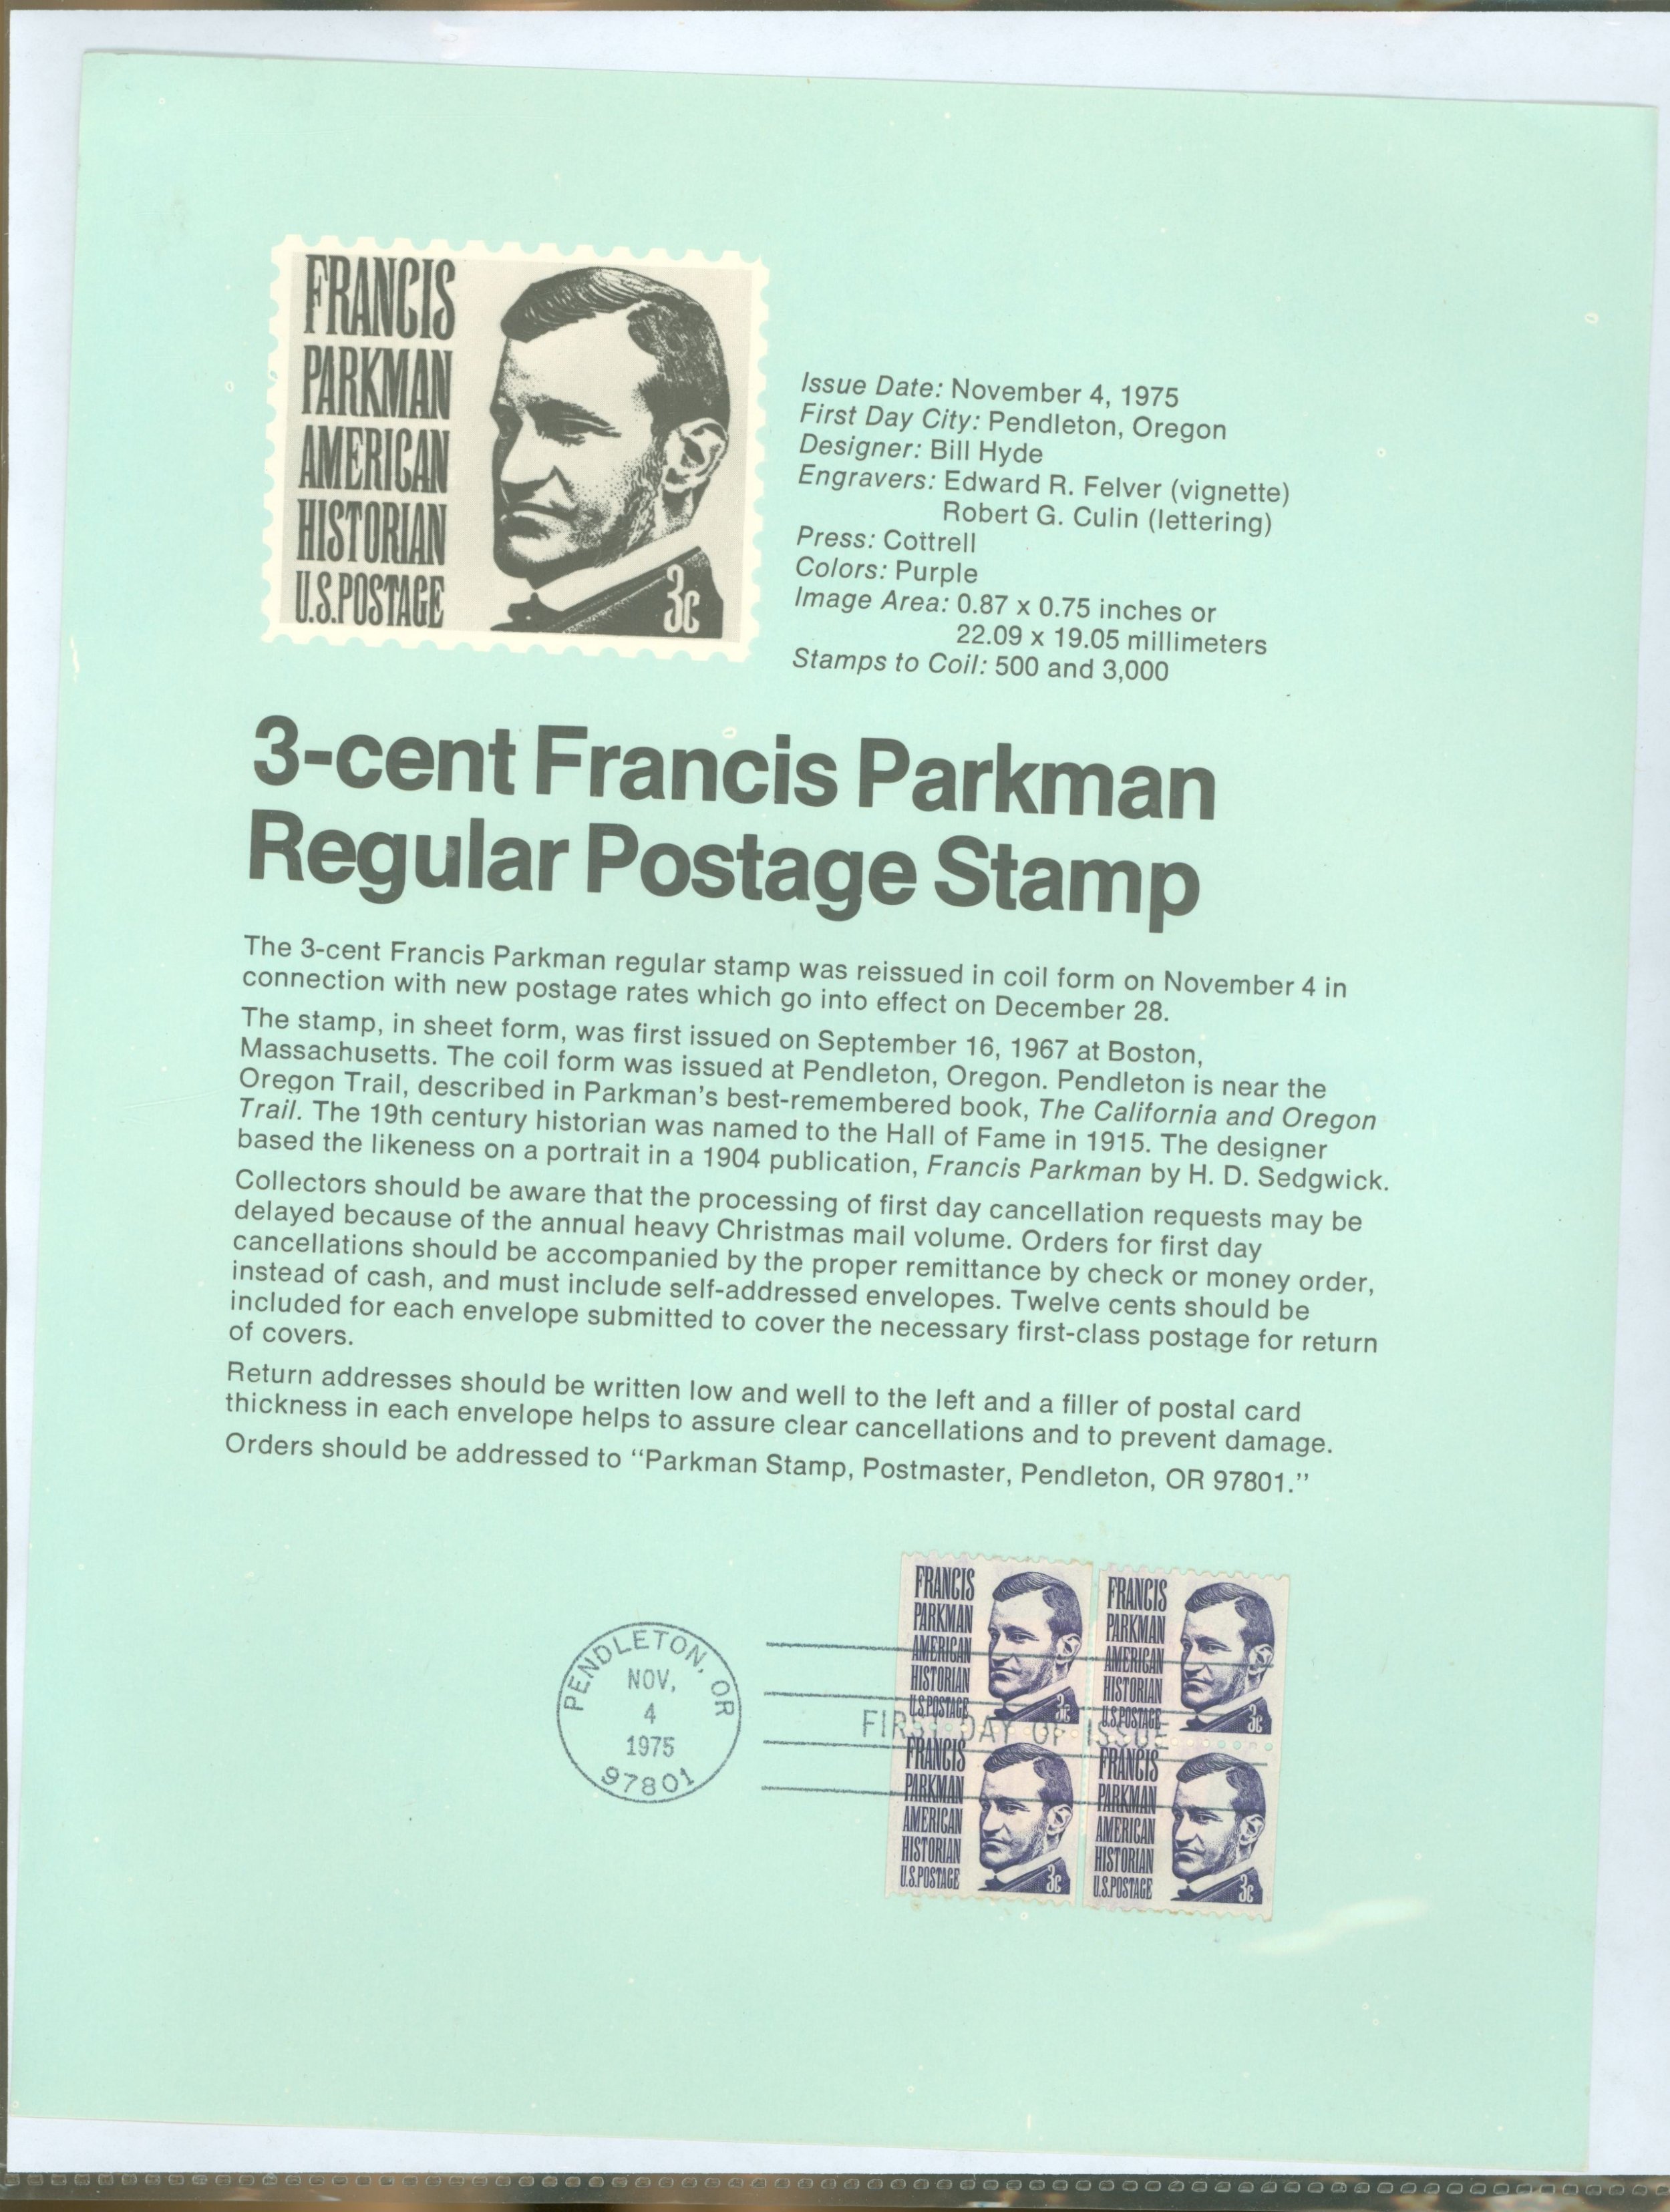 FRANCIS
PARKMAN
AMERICAN
HISTORIAN
U.S.POSTAGE
3c
Issue Date: November 4, 1975
First Day City: Pendleton, Oregon
Designer: Bill Hyde
Engravers: Edward R. Felver (vignette)
Robert G. Culin (lettering)
Press: Cottrell
Colors: Purple
Image Area: 0.87 x 0.75 inches or
22.09 x 19.05 millimeters
Stamps to Coil: 500 and 3,000
3-cent Francis Parkman
Regular Postage Stamp
The 3-cent Francis Parkman regular stamp was reissued in coil form on November 4 in
connection with new postage rates which go into effect on December 28.
The stamp, in sheet form, was first issued on September 16, 1967 at Boston,
Massachusetts. The coil form was issued at Pendleton, Oregon. Pendleton is near the
Oregon Trail, described in Parkman's best-remembered book, The California and Oregon
Trail. The 19th century historian was named to the Hall of Fame in 1915. The designer
based the likeness on a portrait in a 1904 publication, Francis Parkman by H. D. Sedgwick.
Collectors should be aware that the processing of first day cancellation requests may be
delayed because of the annual heavy Christmas mail volume. Orders for first day
cancellations should be accompanied by the proper remittance by check or money order,
instead of cash, and must include self-addressed envelopes. Twelve cents should be
included for each envelope submitted to cover the necessary first-class postage for return
of covers.
Return addresses should be written low and well to the left and a filler of postal card
thickness in each envelope helps to assure clear cancellations and to prevent damage.
Orders should be addressed to "Parkman Stamp, Postmaster, Pendleton, OR 97801."
PENDLETON, OR
NOV,
4
1975
97801
FIRST DAY OF ISSUE
FRANCIS
PARKMAN
AMERICAN
HISTORIAN
U.S.POSTAGE
3c
FRANCIS
PARKMAN
AMERICAN
HISTORIAN
U.S.POSTAGE
3c
FRANCIS
PARKMAN
AMERICAN
HISTORIAN
U.S.POSTAGE
3c
FRANCIS
PARKMAN
AMERICAN
HISTORIAN
U.S.POSTAGE
3c